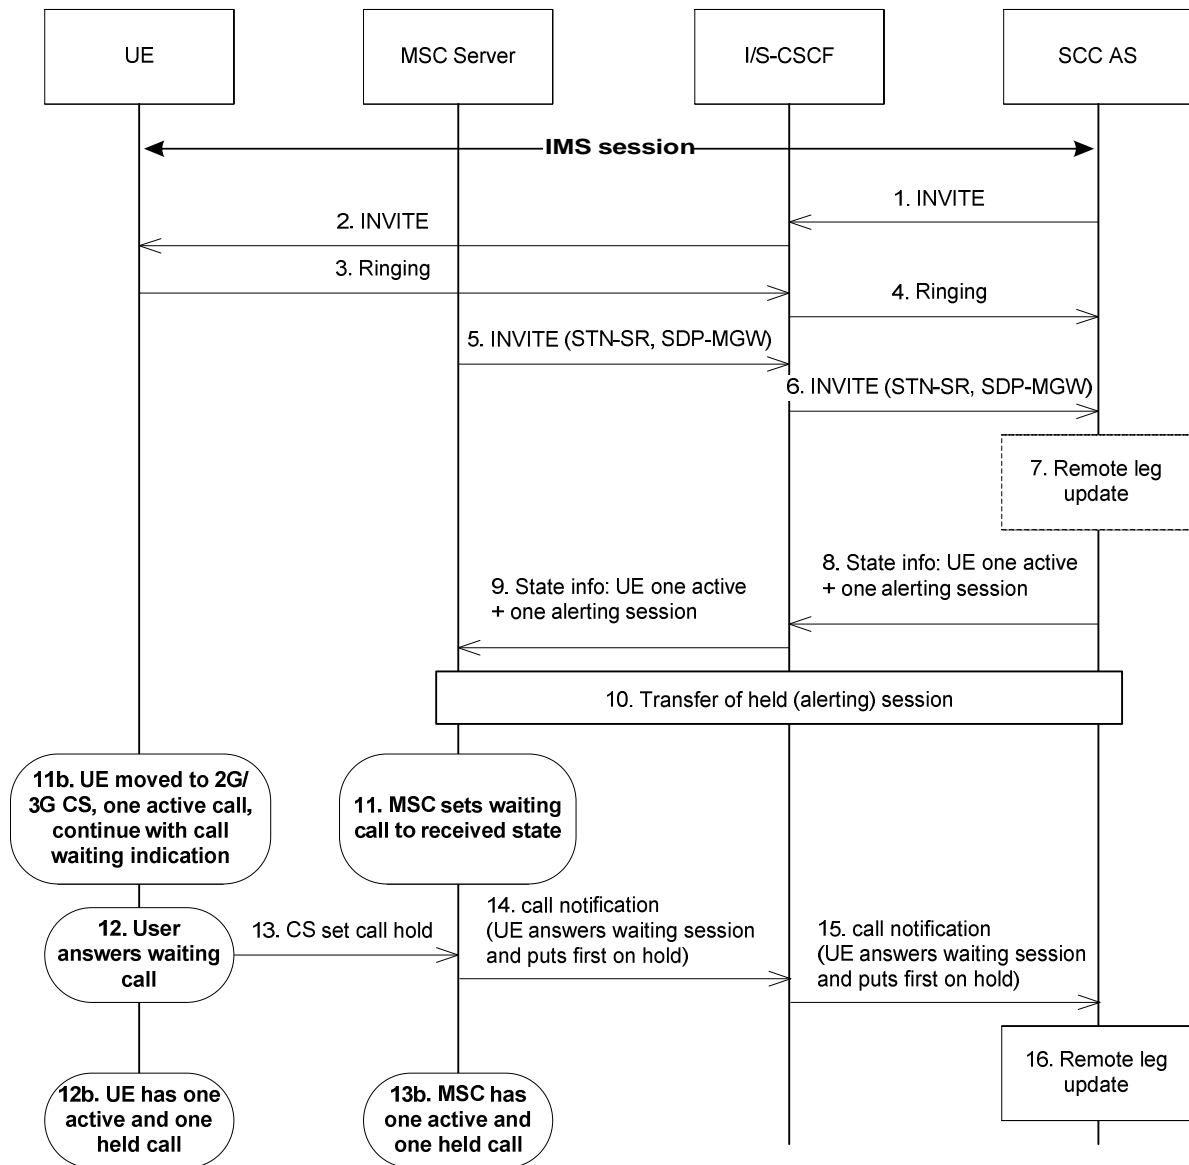 UE
MSC Server
I/S-CSCF
SCC AS
IMS session
1. INVITE
2. INVITE
3. Ringing
4. Ringing
5. INVITE (STN-SR, SDP-MGW)
6. INVITE (STN-SR, SDP-MGW)
7. Remote leg
update
8. State info: UE one active
+ one alerting session
9. State info: UE one active
+ one alerting session
10. Transfer of held (alerting) session
11b. UE moved to 2G/
3G CS, one active call,
continue with call
waiting indication
11. MSC sets waiting
call to received state
12. User
answers waiting
call
13. CS set call hold
14. call notification
(UE answers waiting session
and puts first on hold)
15. call notification
(UE answers waiting session
and puts first on hold)
16. Remote leg
update
12b. UE has one
active and one
held call
13b. MSC has
one active and
one held call